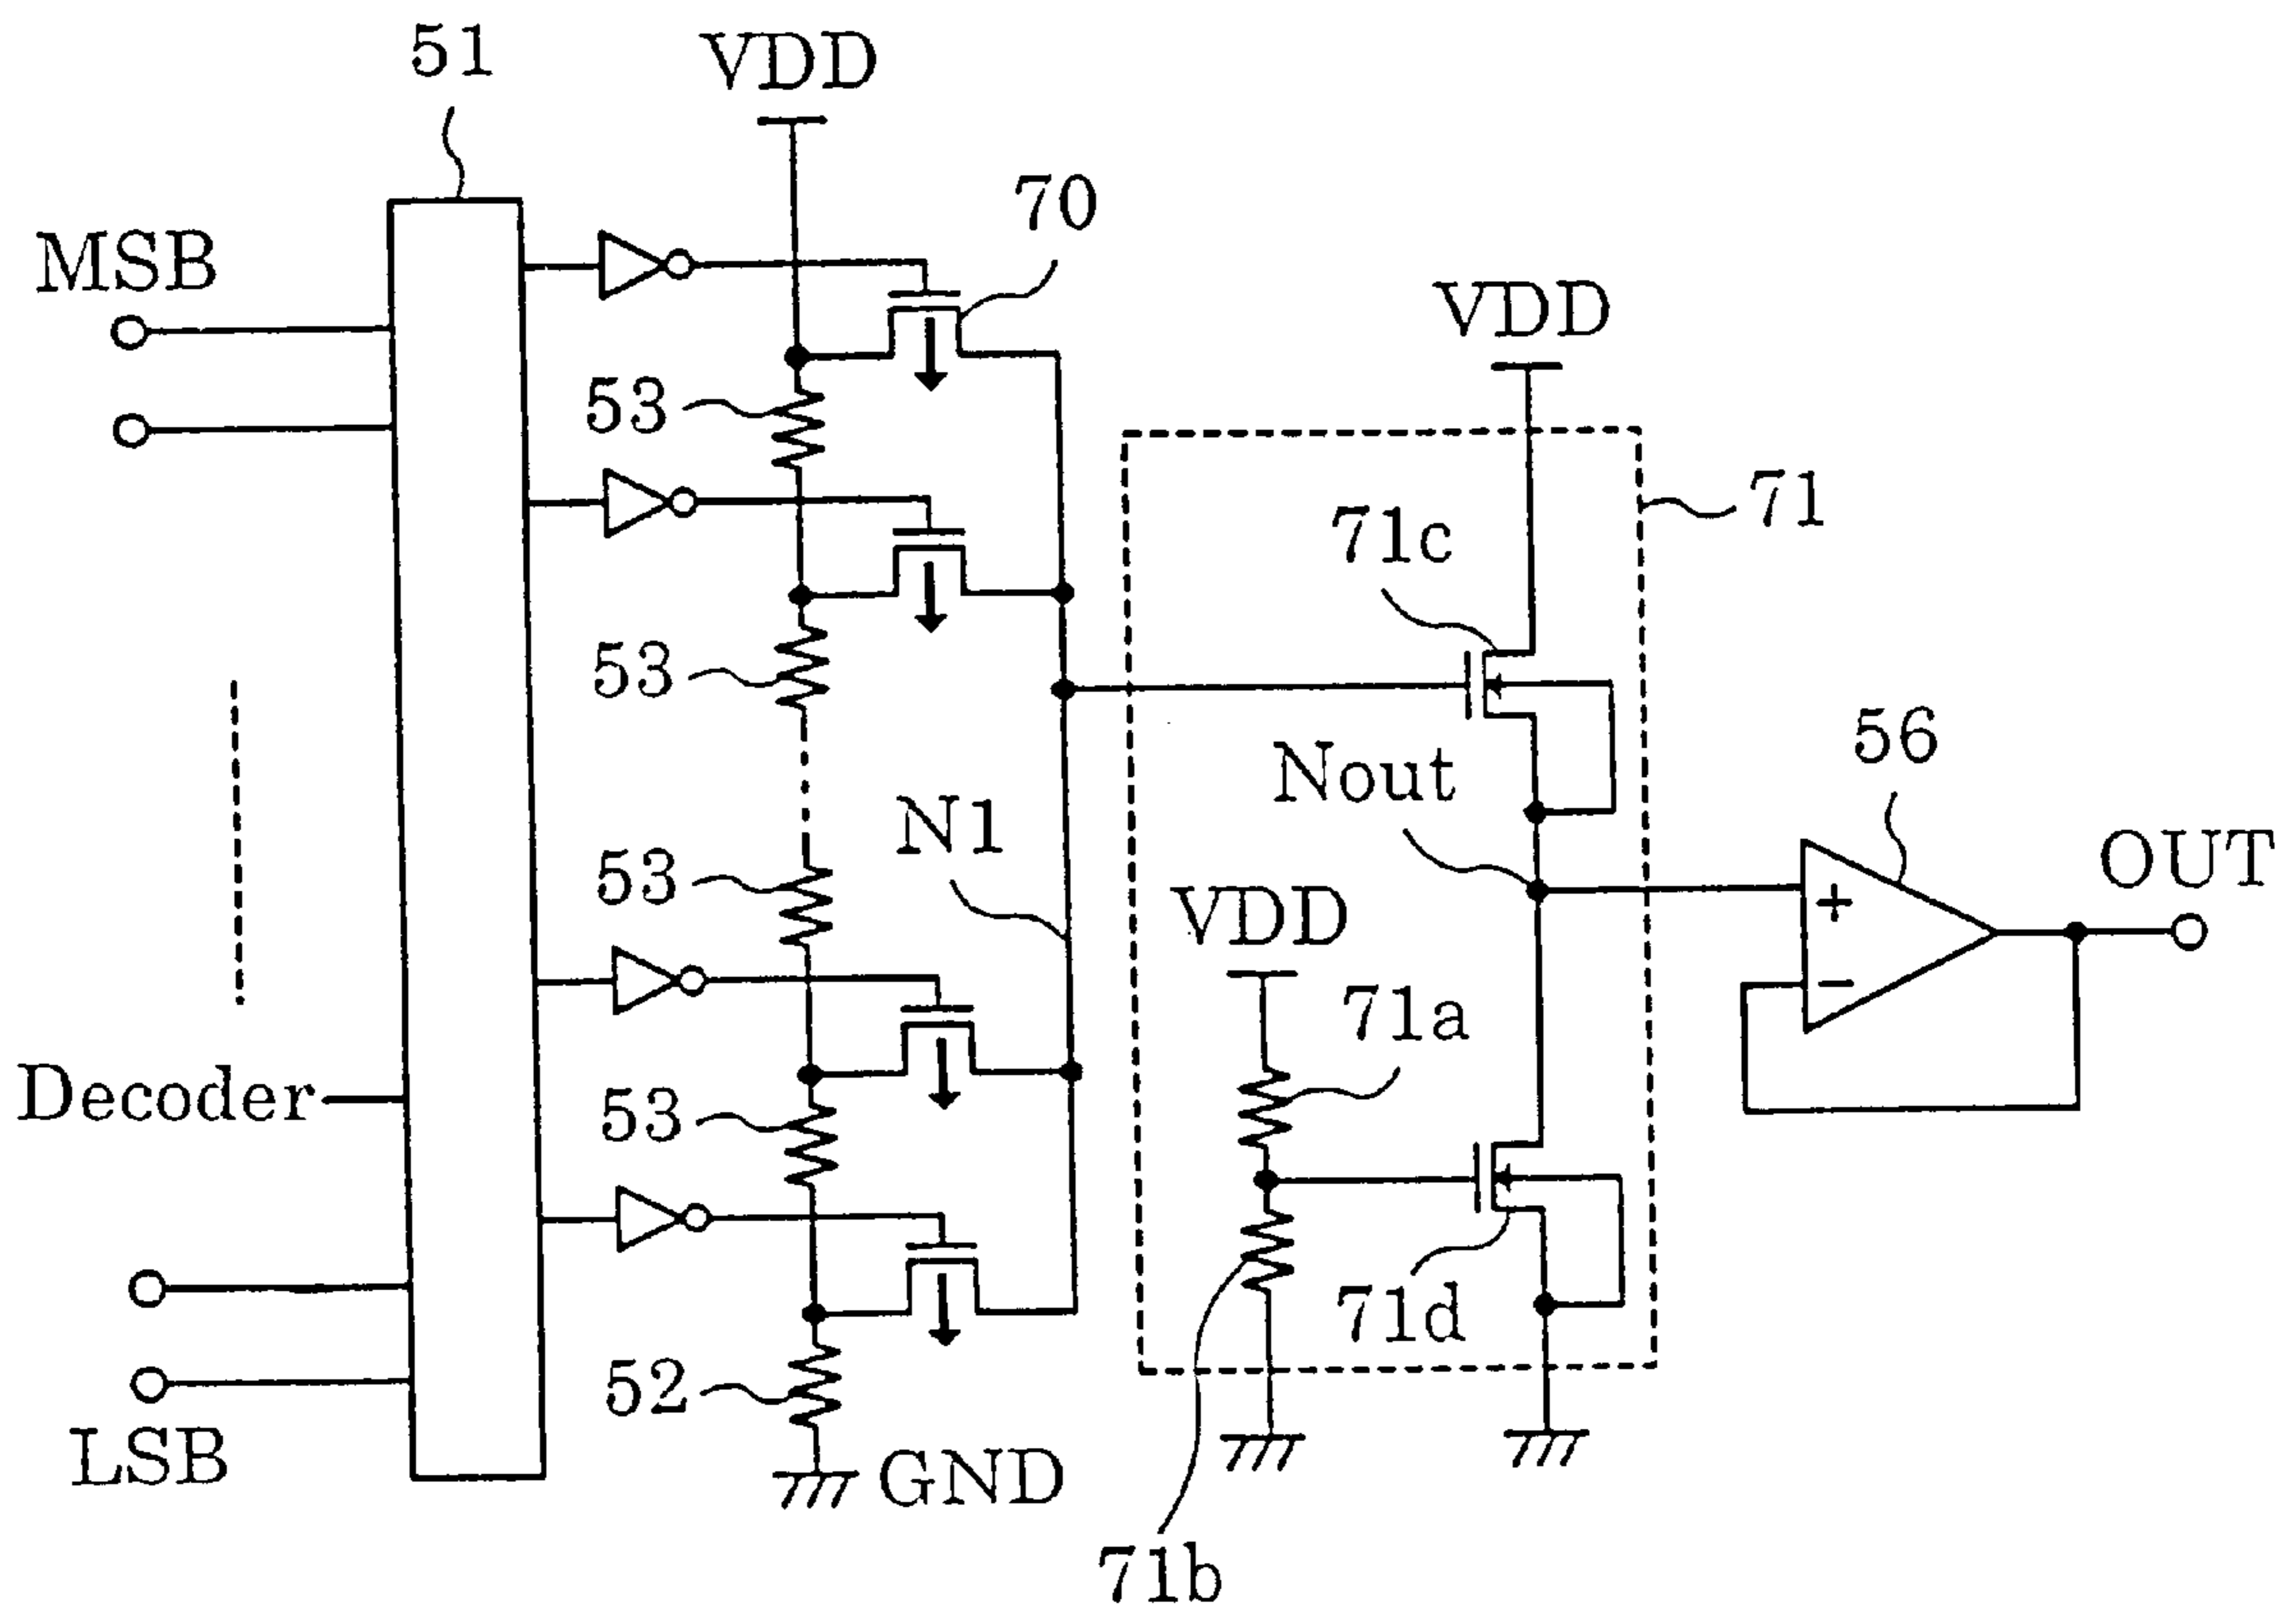 51
VDD
70
MSB
VDD
53
71
71c
53
Nout
56
N1
OUT
53
VDD
+
−
71a
Decoder
53
71d
52
LSB
GND
71b